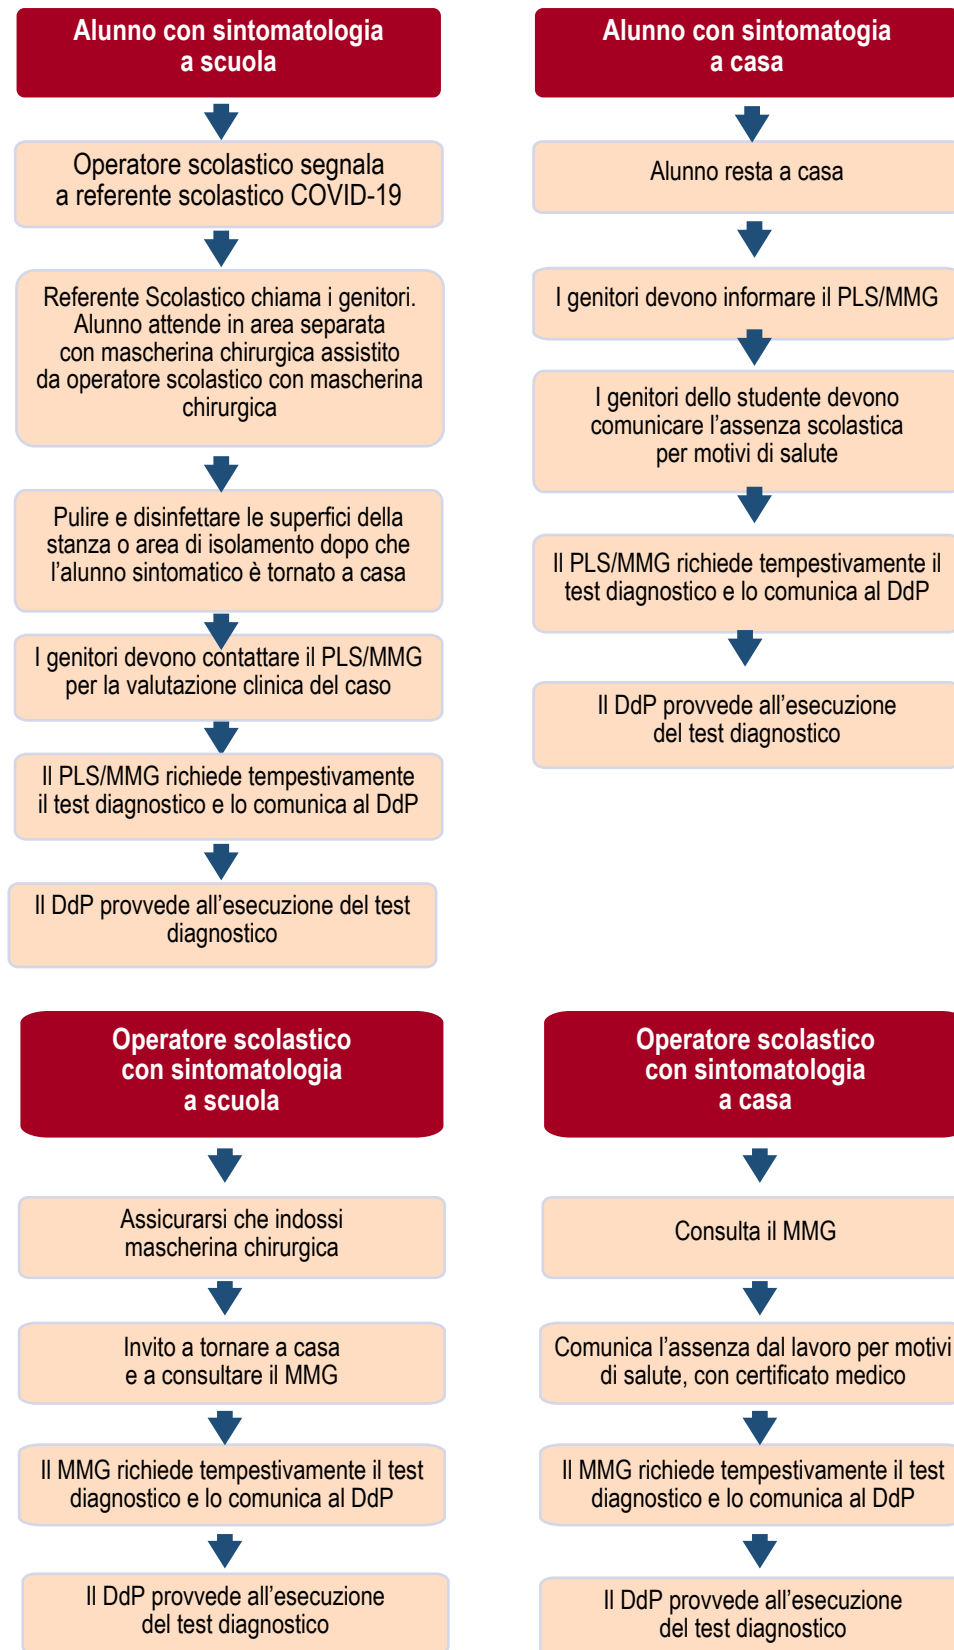 Alunno con sintomatologia
a scuola
Operatore scolastico segnala
a referente scolastico COVID-19
Referente Scolastico chiama i genitori.
Alunno attende in area separata
con mascherina chirurgica assistito
da operatore scolastico con mascherina
chirurgica
Pulire e disinfettare le superfici della
stanza o area di isolamento dopo che
l'alunno sintomatico è tornato a casa
I genitori devono contattare il PLS/MMG
per la valutazione clinica del caso
Il PLS/MMG richiede tempestivamente
il test diagnostico e lo comunica al DdP
Il DdP provvede all'esecuzione del test
diagnostico
Alunno con sintomatogia
a casa
Alunno resta a casa
I genitori devono informare il PLS/MMG
I genitori dello studente devono
comunicare l'assenza scolastica
per motivi di salute
Il PLS/MMG richiede tempestivamente il
test diagnostico e lo comunica al DdP
Il DdP provvede all'esecuzione
del test diagnostico
Operatore scolastico
con sintomatologia
a scuola
Assicurarsi che indossi
mascherina chirurgica
Invito a tornare a casa
e a consultare il MMG
Il MMG richiede tempestivamente il test
diagnostico e lo comunica al DdP
Il DdP provvede all'esecuzione
del test diagnostico
Operatore scolastico
con sintomatologia
a casa
Consulta il MMG
Comunica l'assenza dal lavoro per motivi
di salute, con certificato medico
Il MMG richiede tempestivamente il test
diagnostico e lo comunica al DdP
Il DdP provvede all'esecuzione
del test diagnostico